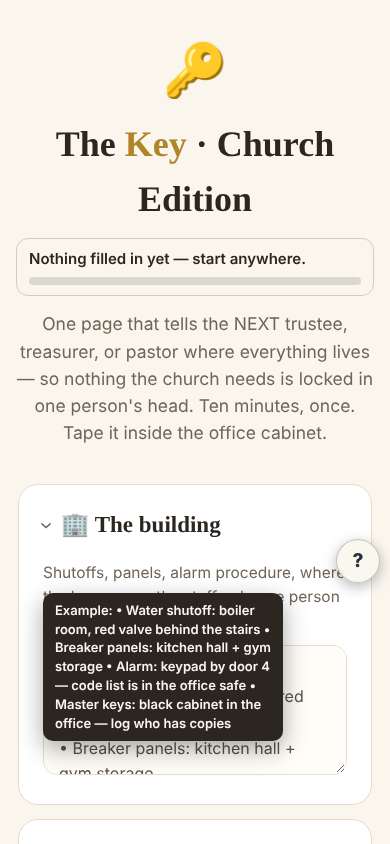 The Key · Church
Edition
Nothing filled in yet — start anywhere.
One page that tells the NEXT trustee,
treasurer, or pastor where everything lives
— so nothing the church needs is locked in
one person's head. Ten minutes, once.
Tape it inside the office cabinet.
The building
?
Shutoffs, panels, alarm procedure, where
person
Example: • Water shutoff: boiler
room, red valve behind the stairs •
Breaker panels: kitchen hall + gym
storage • Alarm: keypad by door 4
— code list is in the office safe •
Master keys: black cabinet in the
office — log who has copies
• Breaker panels: kitchen hall +
gym storage